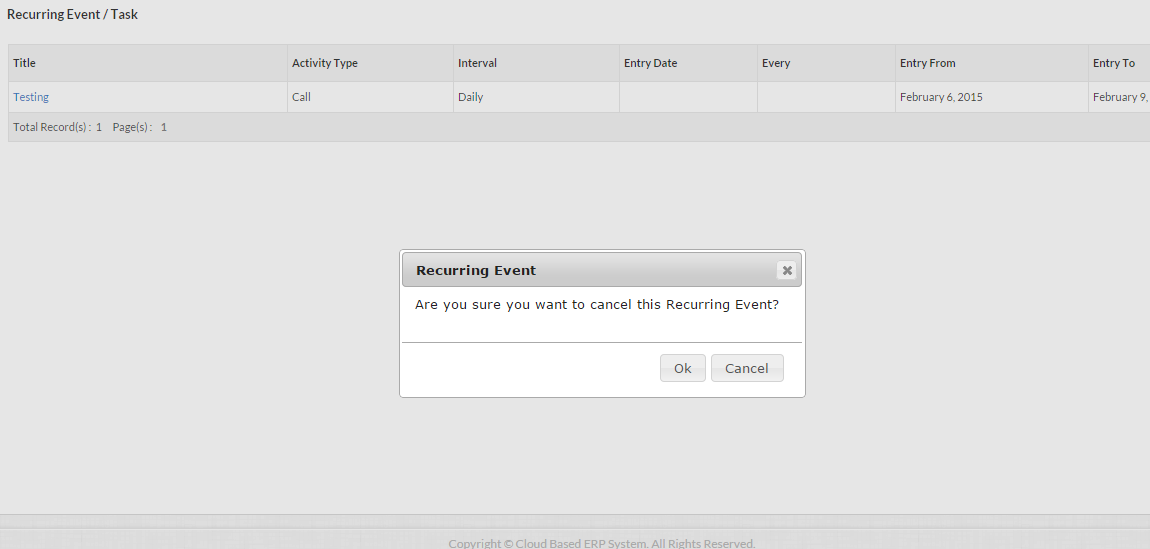 Recurring Event / Task
Title Activity Type Interval Entry Date Every Entry From Entry To
Testing Call Daily February 6, 2015 February 9,
Total Record(s) : 1 Page(s) : 1
Recurring Event
Are you sure you want to cancel this Recurring Event?
Ok Cancel
Copyright © Cloud Based ERP System. All Rights Reserved.